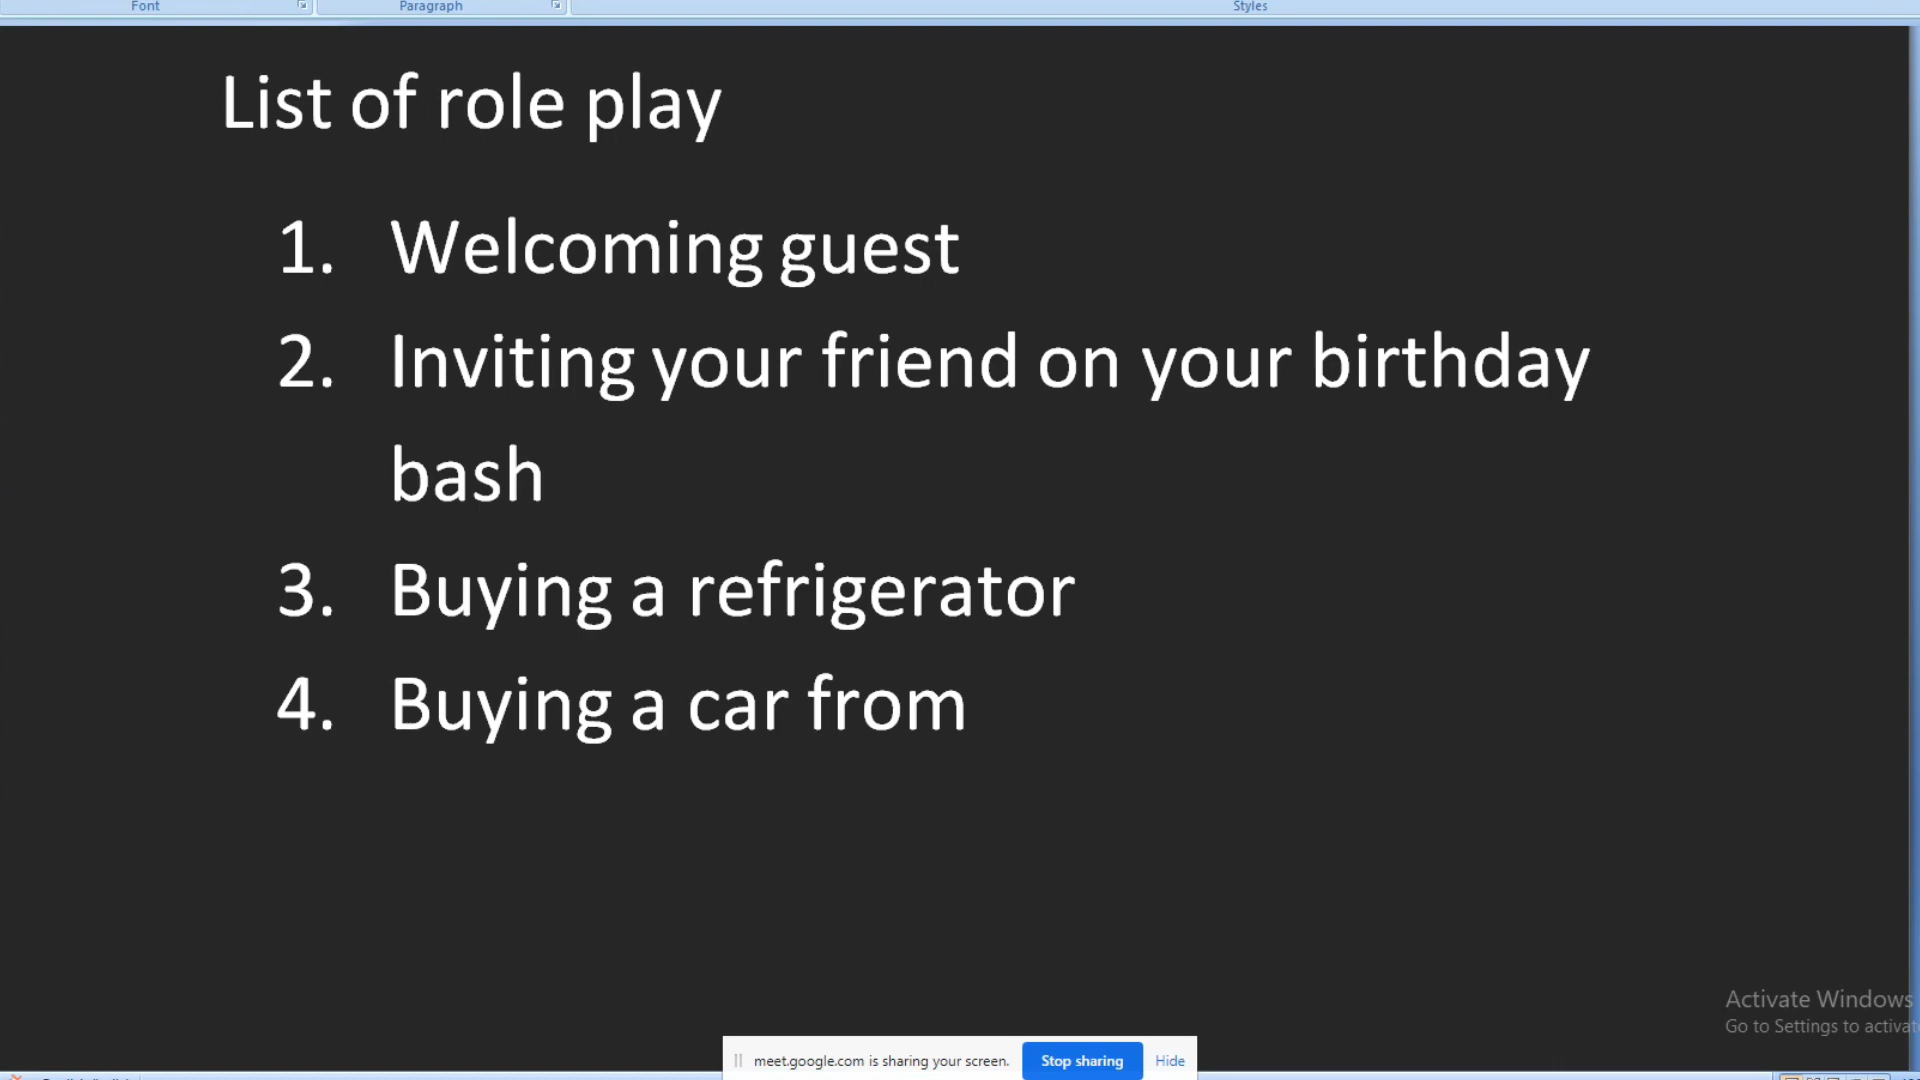 Font Paragraph Styles
List of role play
1. Welcoming guest
2. Inviting your friend on your birthday
bash
3. Buying a refrigerator
4. Buying a car from
Activate Windows
Go to Settings to activat
meet.google.com is sharing your screen. Stop sharing Hide